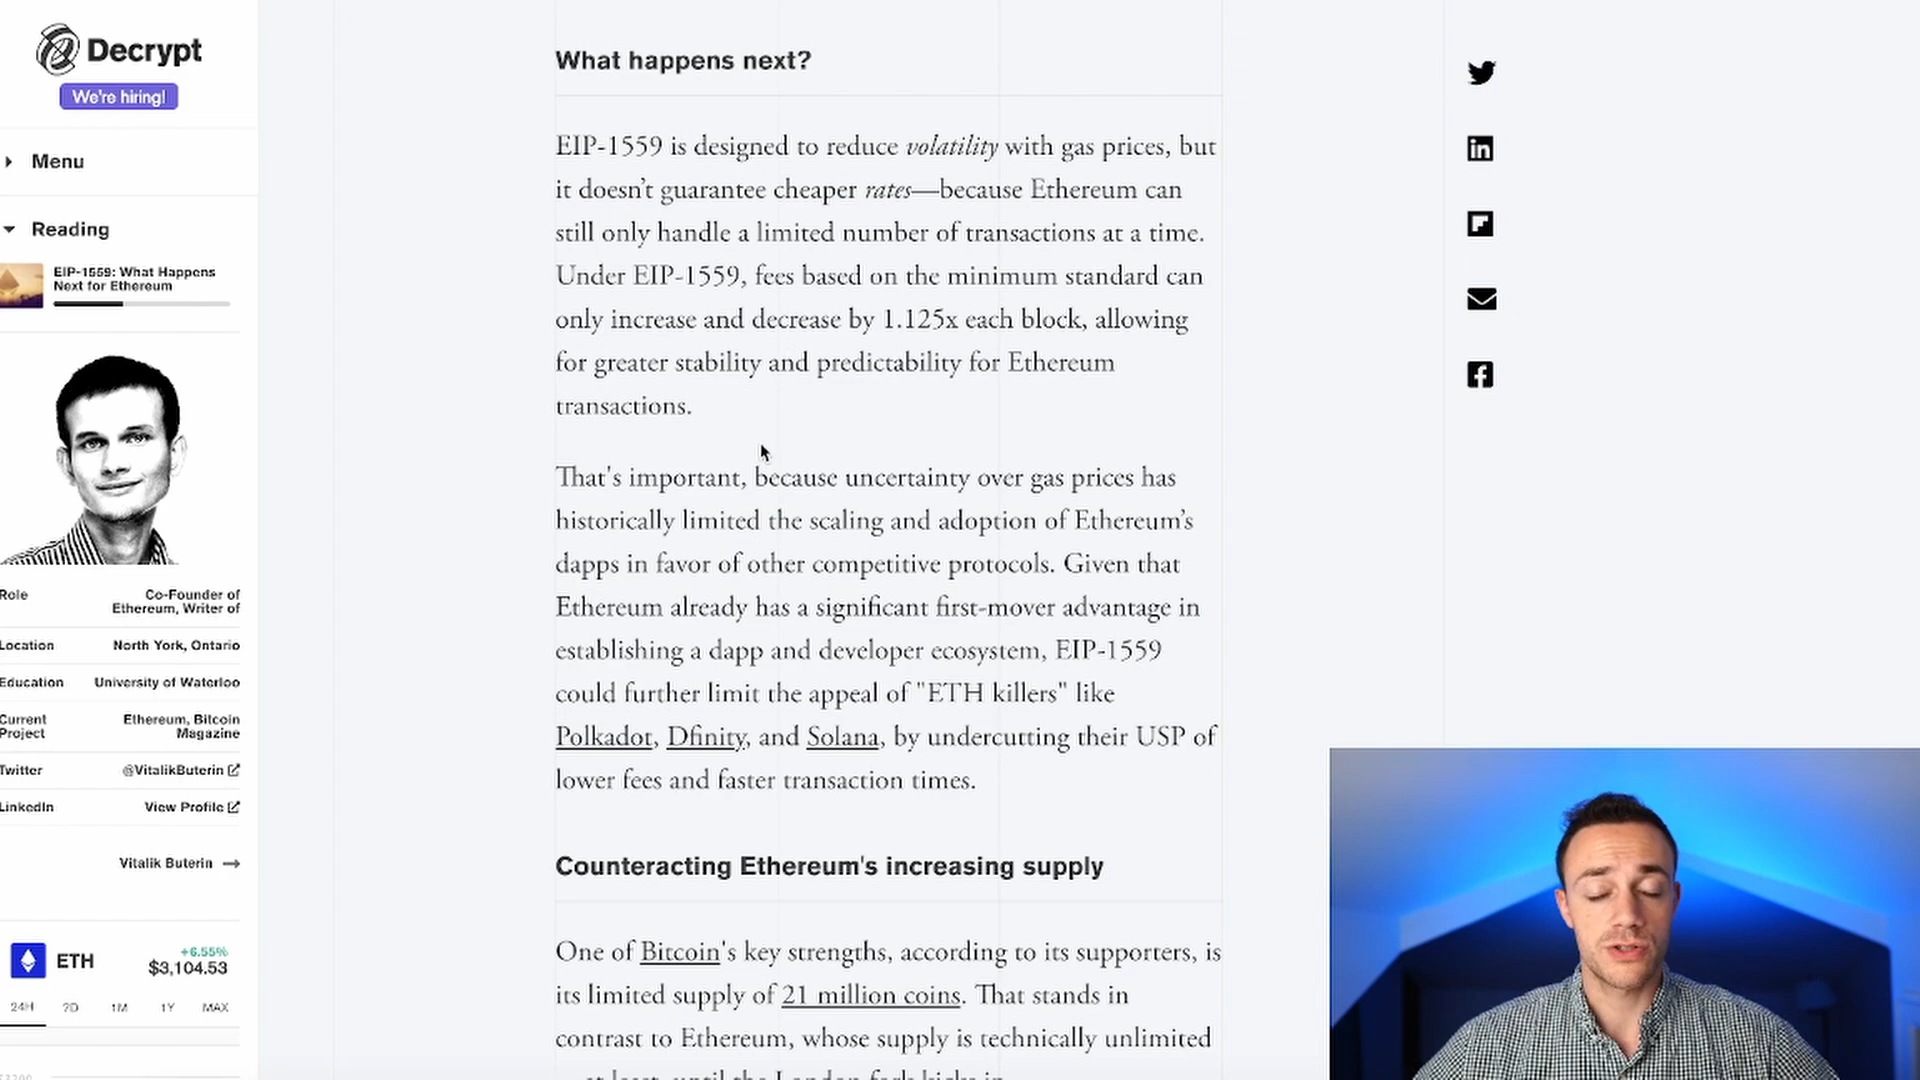 Decrypt
We're hiring!
Menu
Reading
EIP-1559: What Happens
Next for Ethereum
Role
Co-Founder of
Ethereum, Writer of
Location
North York, Ontario
Education
University of Waterloo
Current
Project
Ethereum, Bitcoin
Magazine
Twitter
@VitalikButerin
LinkedIn
View Profile
Vitalik Buterin →
ETH
+6.55%
$3,104.53
24H 7D 1M 1Y MAX
What happens next?
EIP-1559 is designed to reduce volatility with gas prices, but
it doesn’t guarantee cheaper rates—because Ethereum can
still only handle a limited number of transactions at a time.
Under EIP-1559, fees based on the minimum standard can
only increase and decrease by 1.125x each block, allowing
for greater stability and predictability for Ethereum
transactions.
That's important, because uncertainty over gas prices has
historically limited the scaling and adoption of Ethereum’s
dapps in favor of other competitive protocols. Given that
Ethereum already has a significant first-mover advantage in
establishing a dapp and developer ecosystem, EIP-1559
could further limit the appeal of "ETH killers" like
Polkadot, Dfinity, and Solana, by undercutting their USP of
lower fees and faster transaction times.
Counteracting Ethereum's increasing supply
One of Bitcoin's key strengths, according to its supporters, is
its limited supply of 21 million coins. That stands in
contrast to Ethereum, whose supply is technically unlimited
at least, until the London fork kicks in